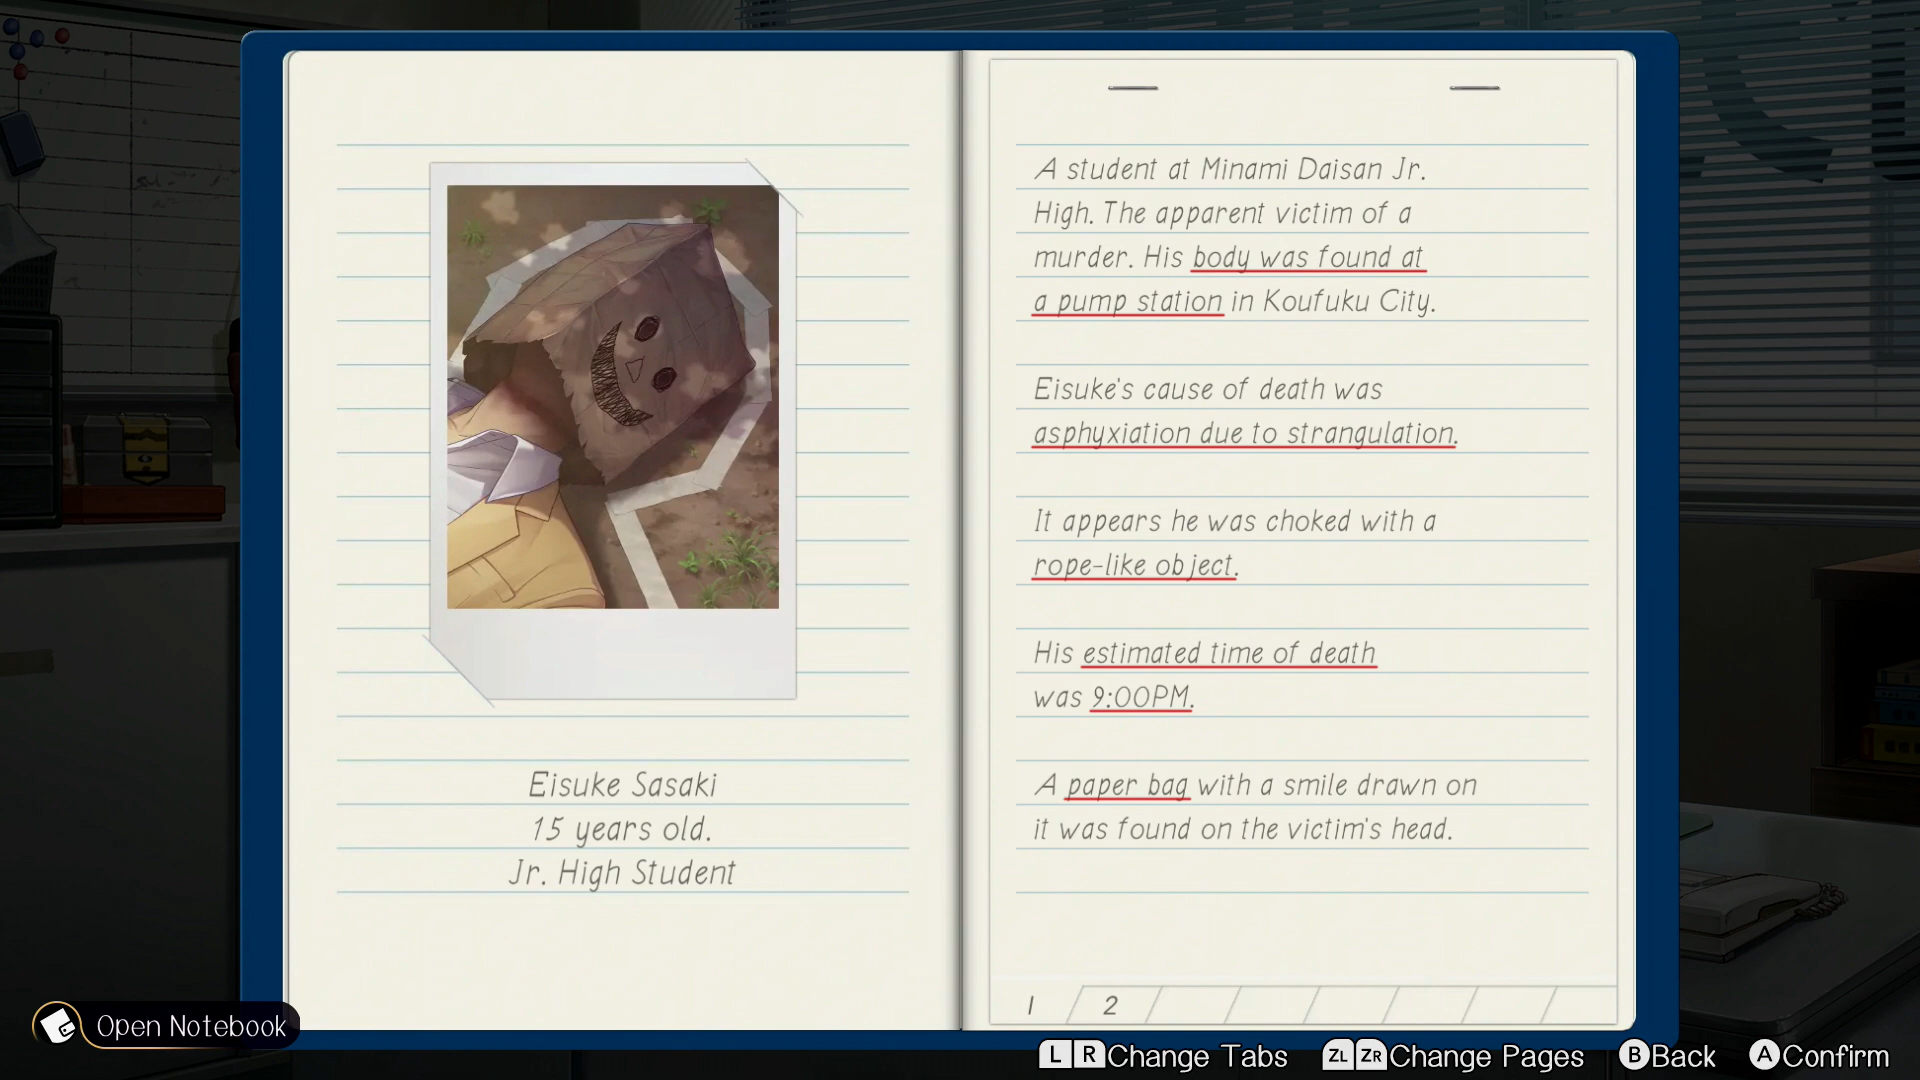 Eisuke Sasaki
15 years old.
Jr. High Student
A student at Minami Daisan Jr.
High. The apparent victim of a
murder. His body was found at
a pump station in Koufuku City.
Eisuke's cause of death was
asphyxiation due to strangulation.
It appears he was choked with a
rope-like object.
His estimated time of death
was 9:00PM.
A paper bag with a smile drawn on
it was found on the victim's head.
1 2
Open Notebook
L R Change Tabs ZL ZR Change Pages B Back A Confirm